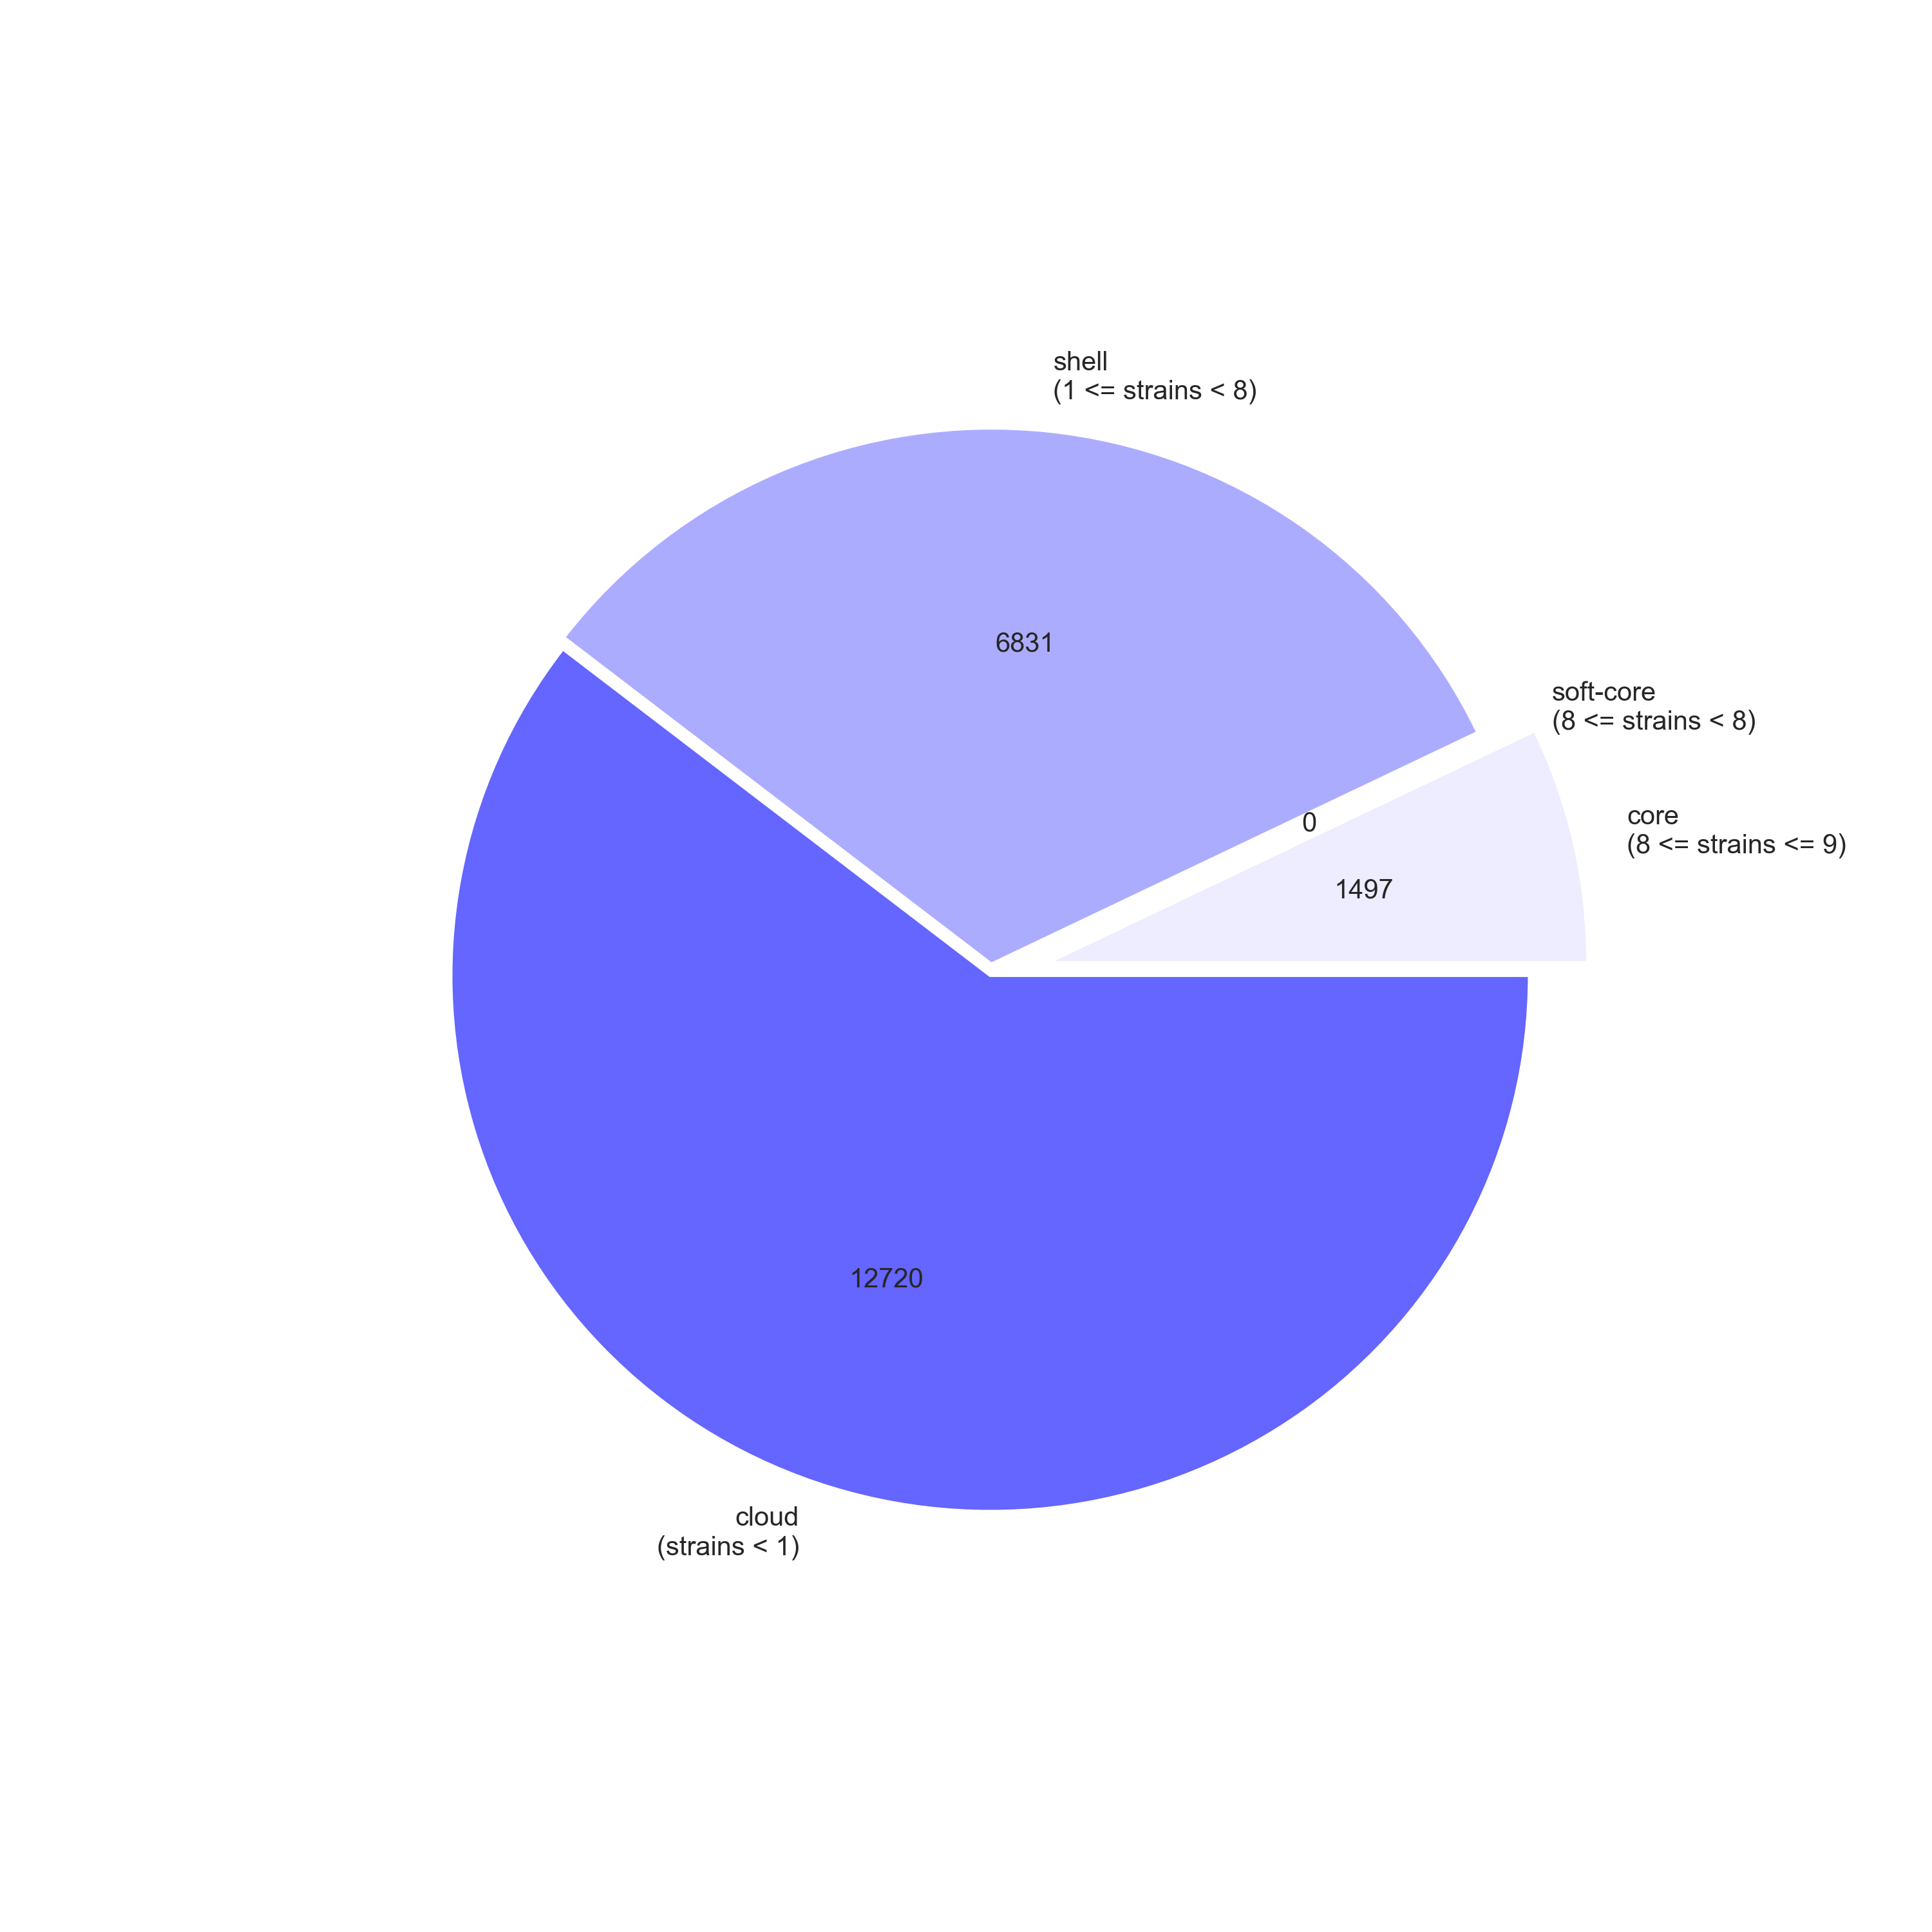 shell
(1 <= strains < 8)
6831
soft-core
(8 <= strains < 8)
0
core
(8 <= strains <= 9)
1497
12720
cloud
(strains < 1)